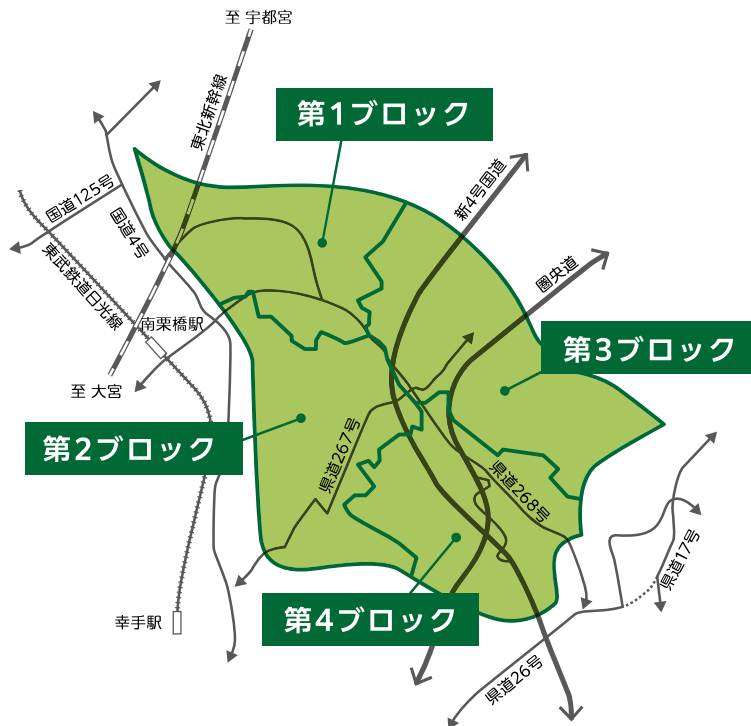 至 宇都宮
東北新幹線
第1ブロック
新4号国道
国道125号
国道4号
圏央道
東武鉄道日光線
南栗橋駅
第3ブロック
至 大宮
第2ブロック
県道267号
県道268号
県道17号
第4ブロック
幸手駅
県道26号